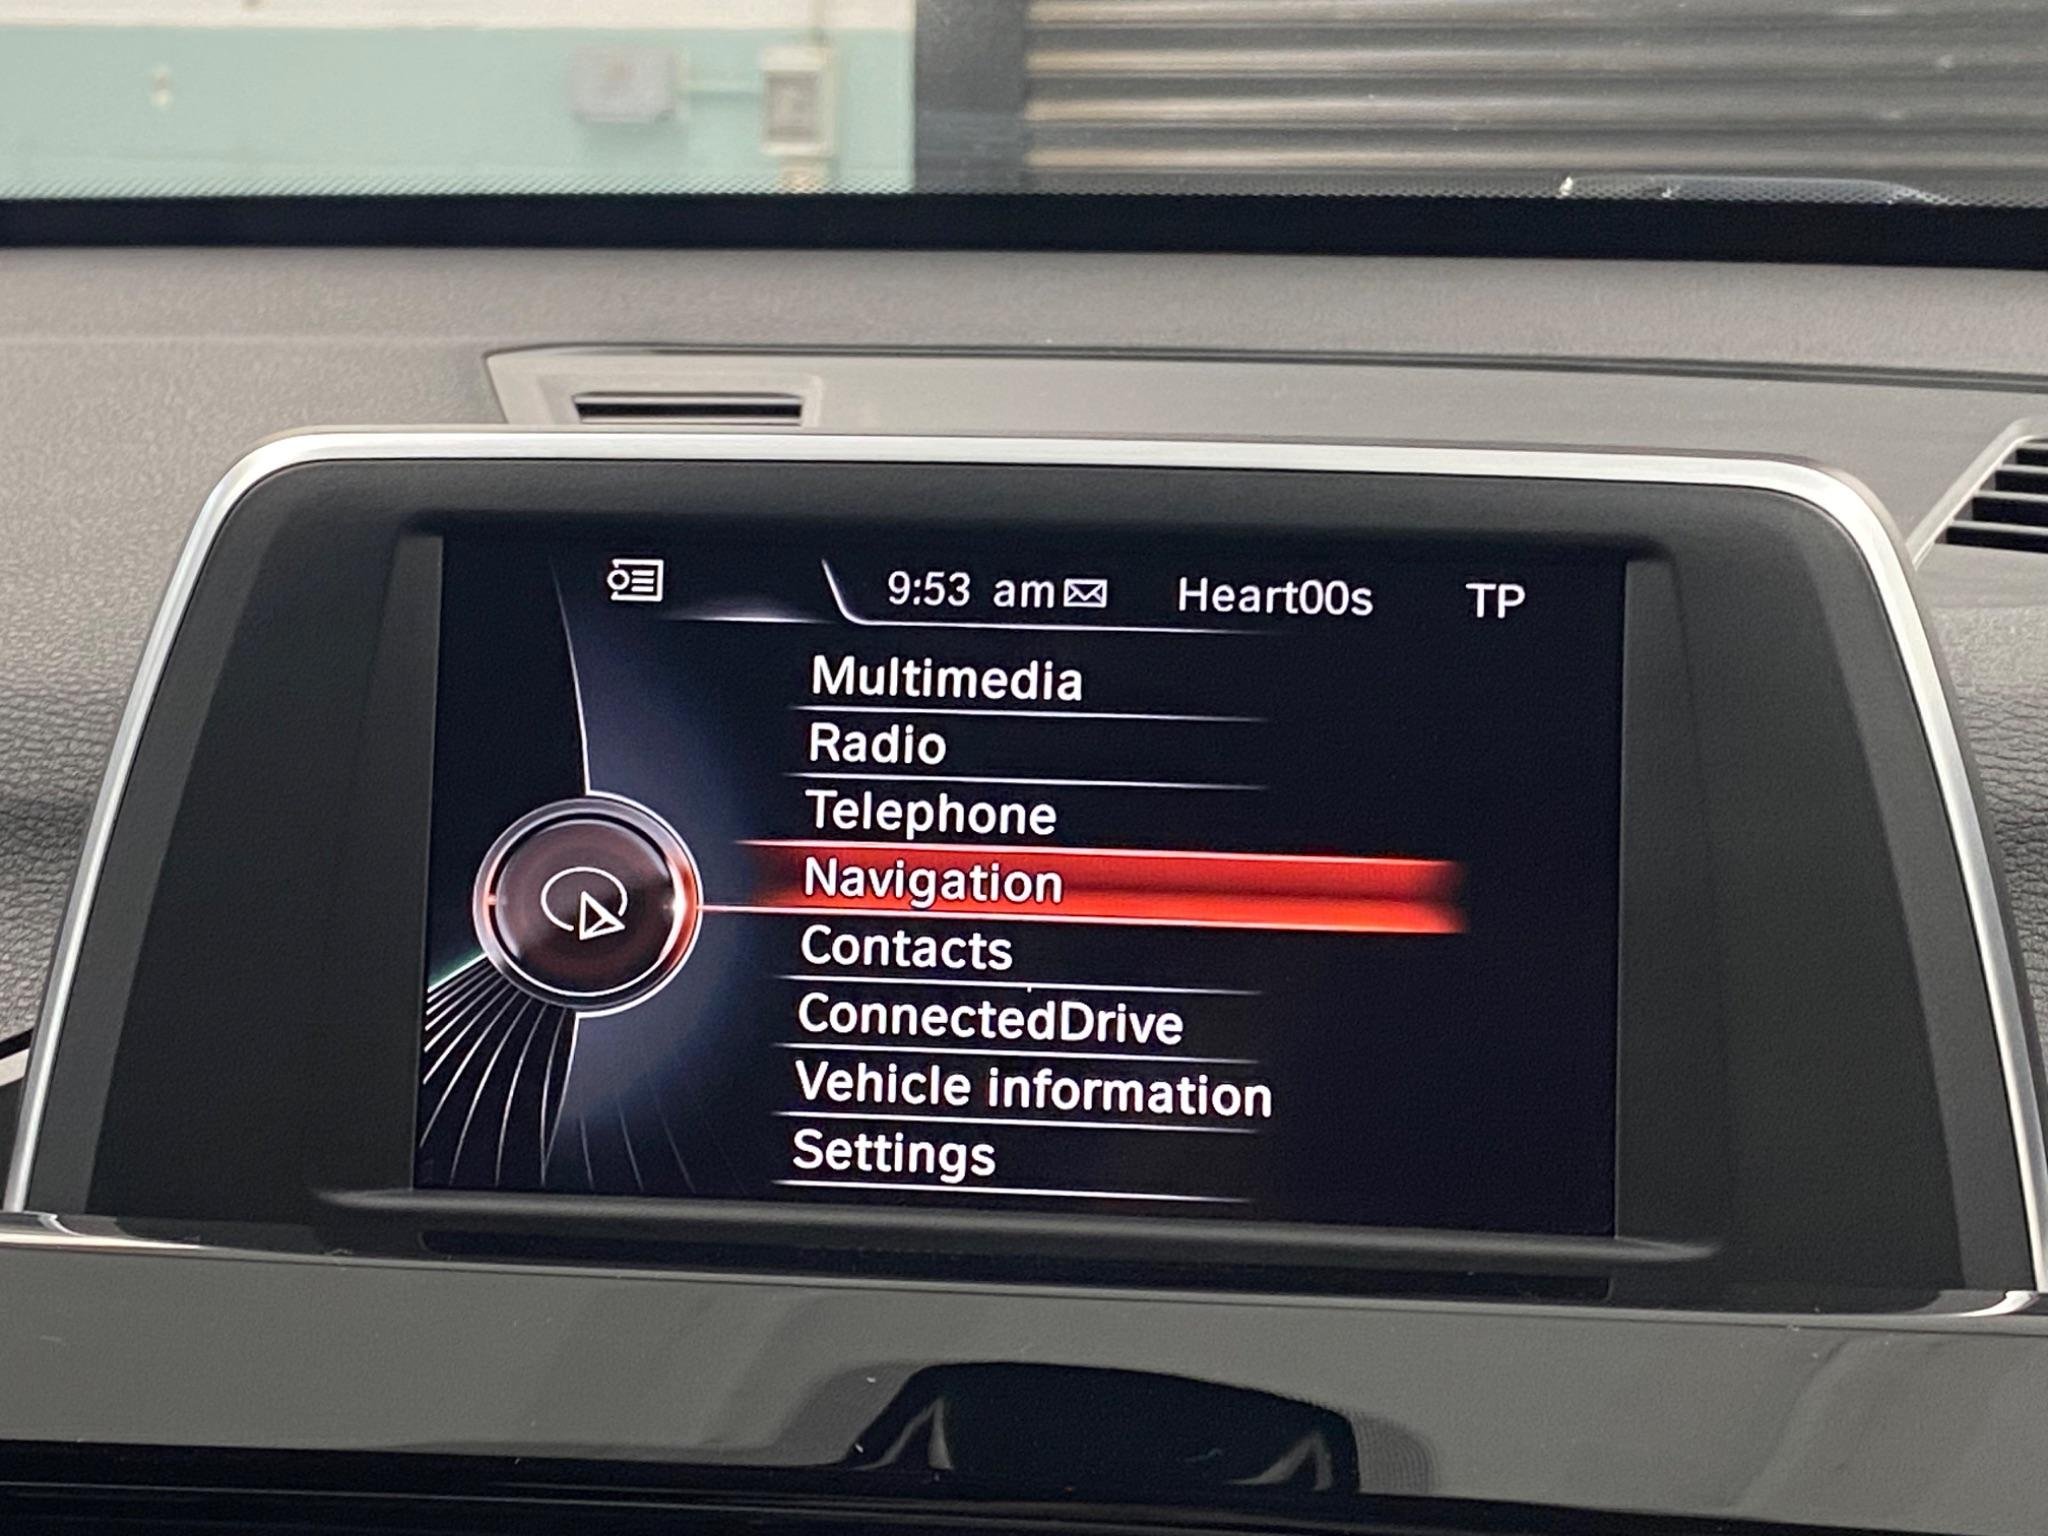 9:53 am Heart00s TP
Multimedia
Radio
Telephone
Navigation
Contacts
ConnectedDrive
Vehicle information
Settings